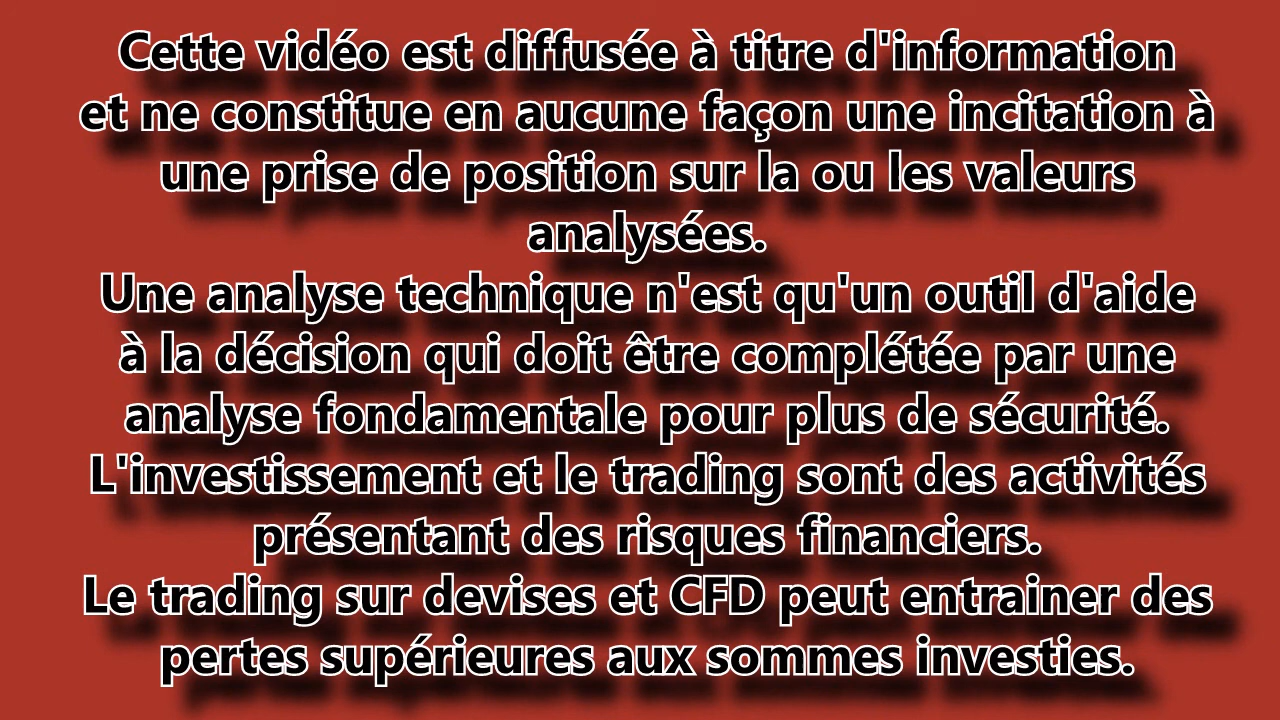 Cette vidéo est diffusée à titre d'information
et ne constitue en aucune façon une incitation à
une prise de position sur la ou les valeurs
analysées.
Une analyse technique n'est qu'un outil d'aide
à la décision qui doit être complétée par une
analyse fondamentale pour plus de sécurité.
L'investissement et le trading sont des activités
présentant des risques financiers.
Le trading sur devises et CFD peut entrainer des
pertes supérieures aux sommes investies.